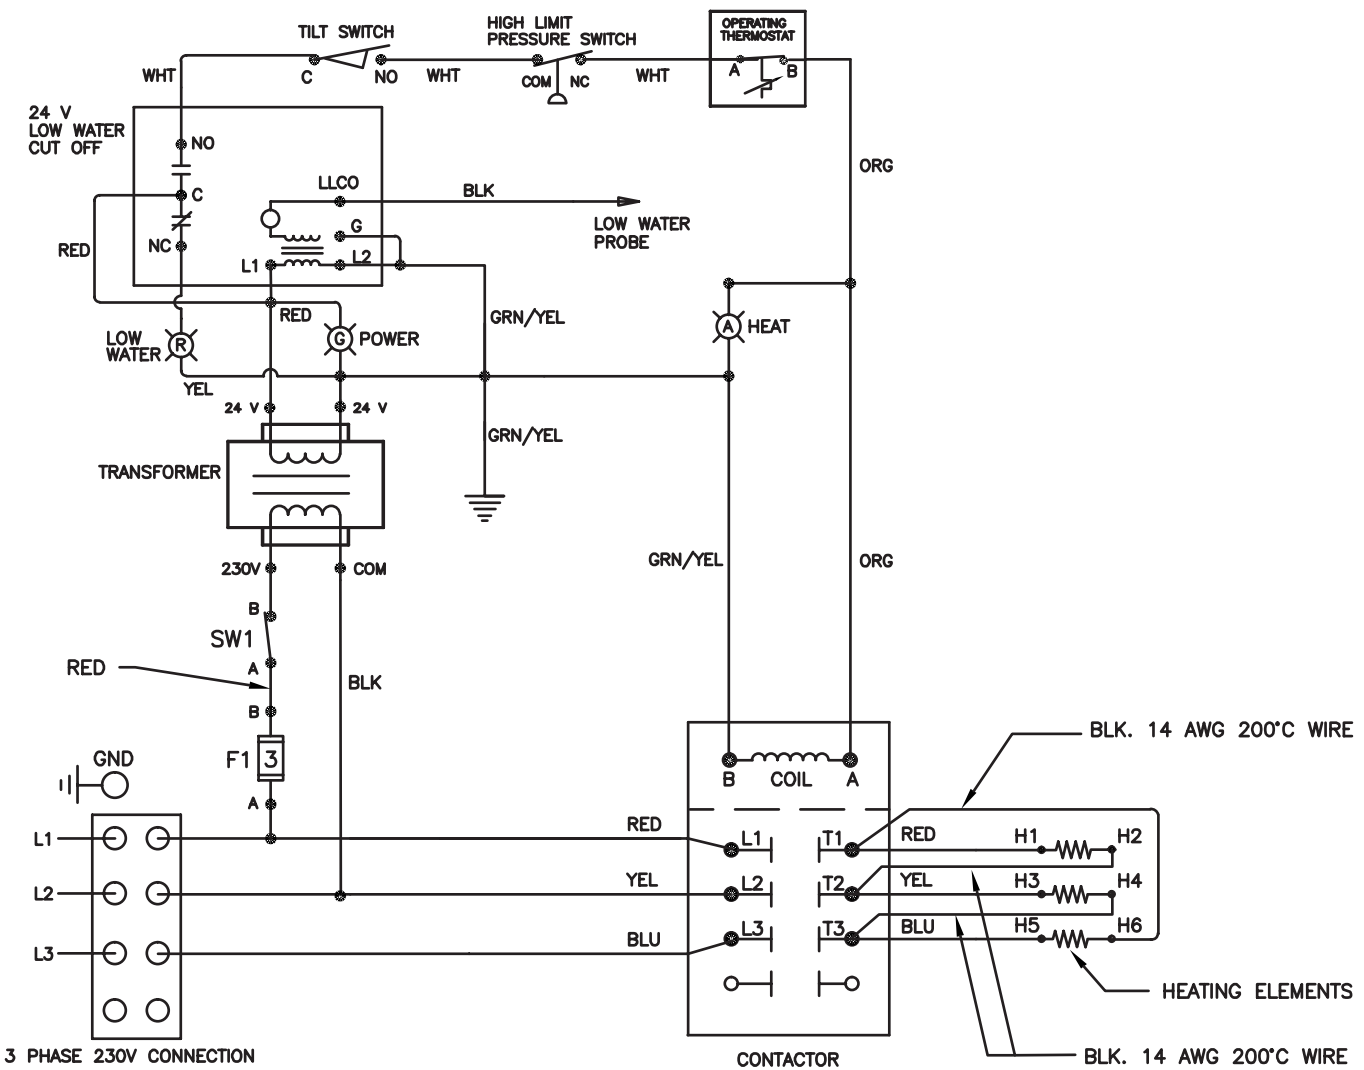 TILT SWITCH
HIGH LIMIT
PRESSURE SWITCH
OPERATING
THERMOSTAT
WHT
C
NO
WHT
COM
NC
WHT
A
B
24 V
LOW WATER
CUT OFF
NO
C
NC
RED
LLCO
BLK
LOW WATER
PROBE
G
L1
L2
ORG
RED
GRN/YEL
LOW
WATER
R
G
POWER
A
HEAT
YEL
24 V
24 V
GRN/YEL
TRANSFORMER
230V
COM
GRN/YEL
ORG
B
SW1
A
RED
BLK
B
F1
3
A
GND
B
COIL
A
BLK. 14 AWG 200°C WIRE
L1
RED
L1
T1
RED
H1
H2
L2
YEL
L2
T2
YEL
H3
H4
L3
BLU
L3
T3
BLU
H5
H6
HEATING ELEMENTS
3 PHASE 230V CONNECTION
CONTACTOR
BLK. 14 AWG 200°C WIRE